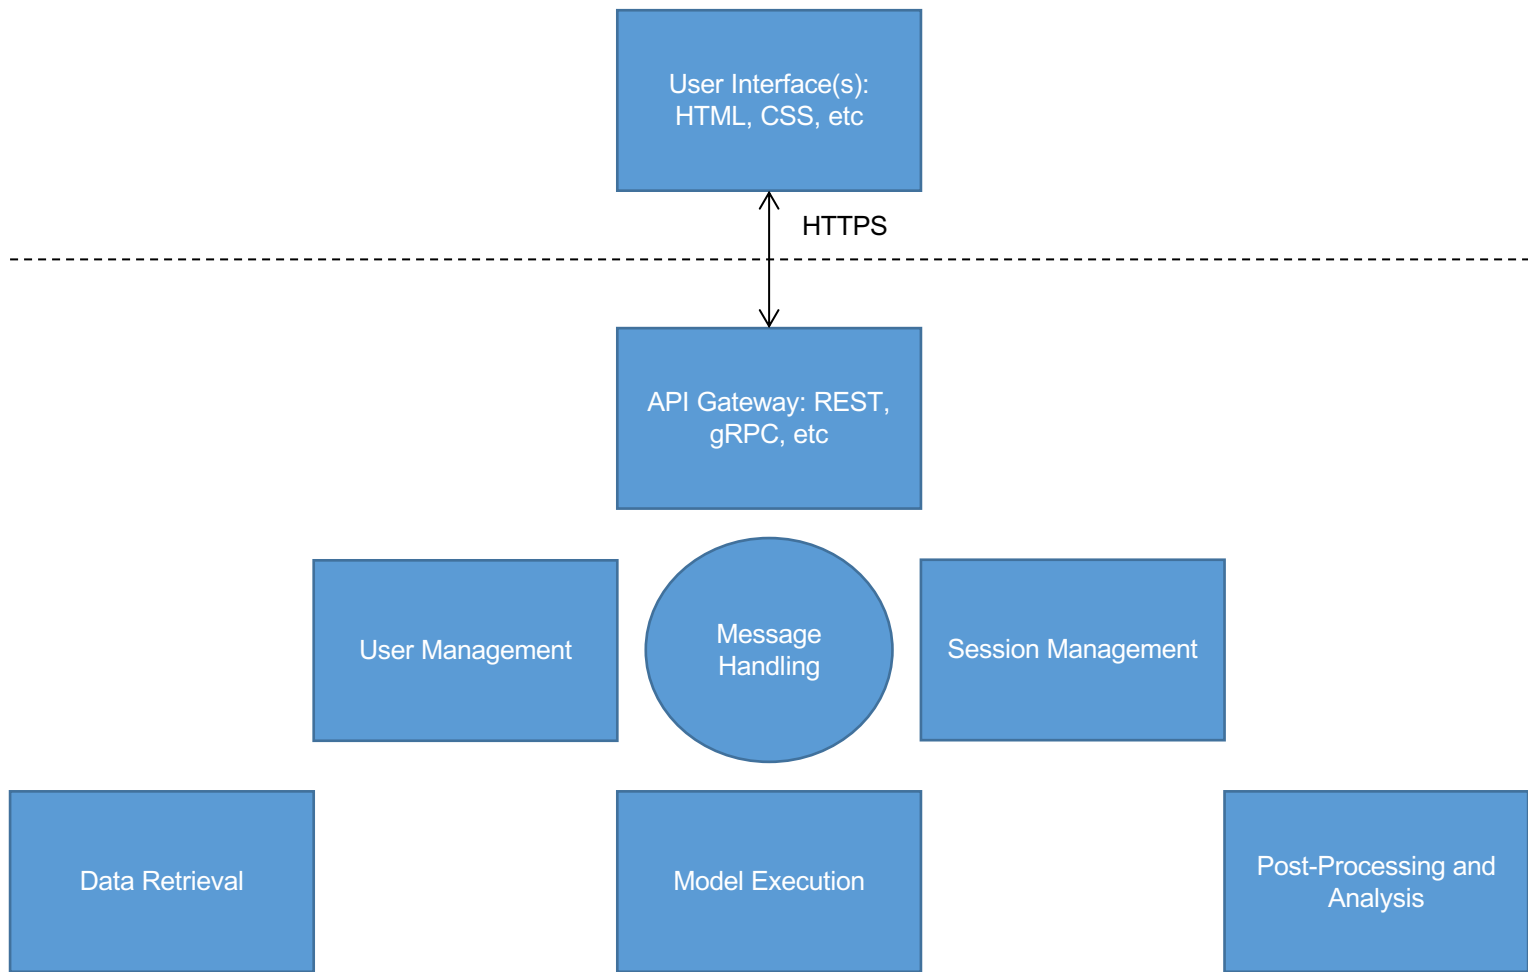 User Interface(s):
HTML, CSS, etc
HTTPS
API Gateway: REST,
gRPC, etc
User Management
Message
Handling
Session Management
Data Retrieval
Model Execution
Post-Processing and
Analysis